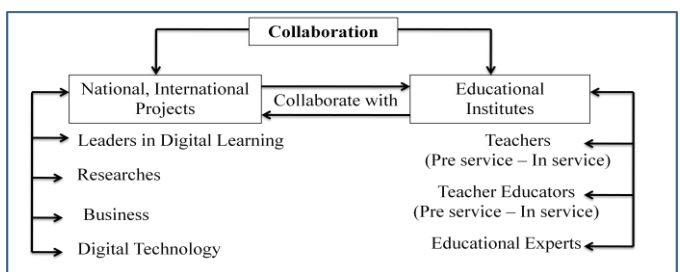 Collaboration
National, International
Projects
Collaborate with
Educational
Institutes
Leaders in Digital Learning
Researches
Business
Digital Technology
Teachers
(Pre service – In service)
Teacher Educators
(Pre service – In service)
Educational Experts